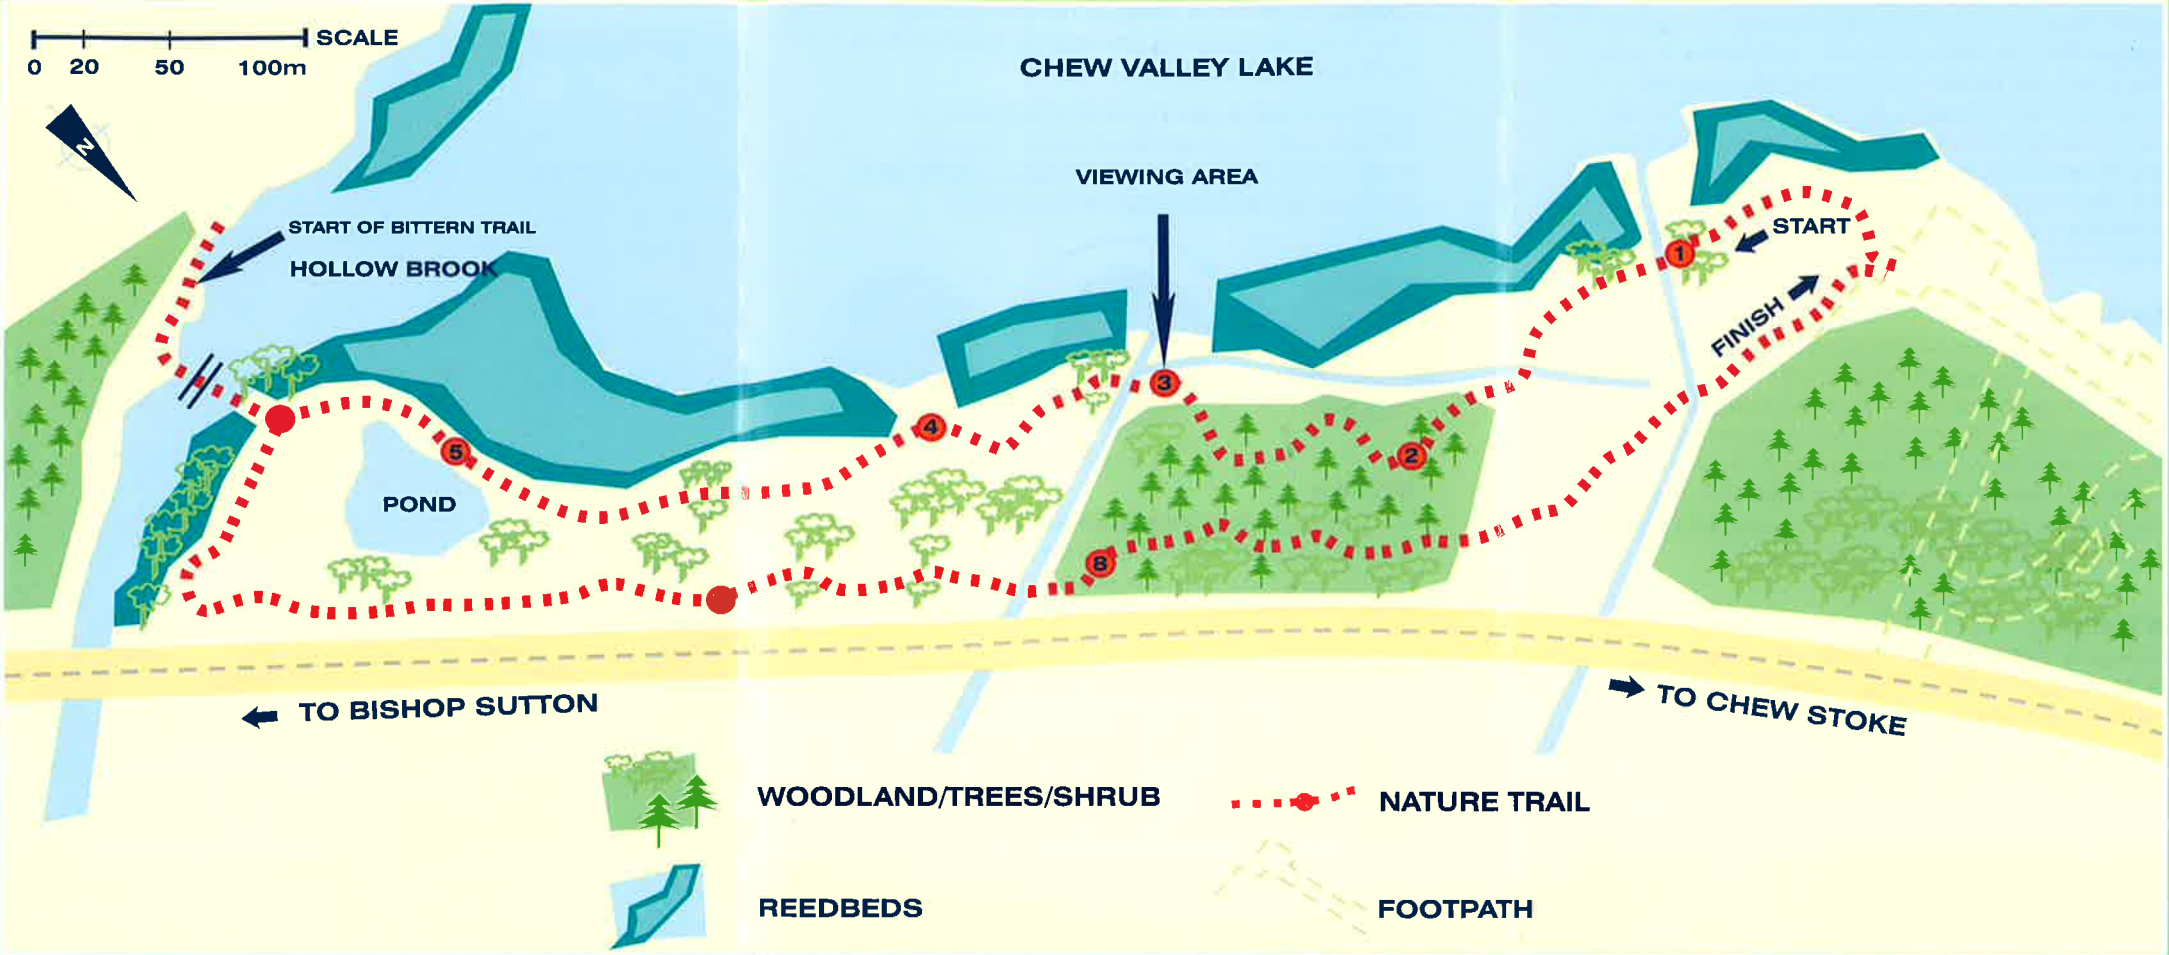 SCALE
0 20 50 100m
N
CHEW VALLEY LAKE
VIEWING AREA
START OF BITTERN TRAIL
HOLLOW BROOK
START
FINISH
1
2
3
4
5
8
POND
TO BISHOP SUTTON
TO CHEW STOKE
WOODLAND/TREES/SHRUB
NATURE TRAIL
REEDBEDS
FOOTPATH